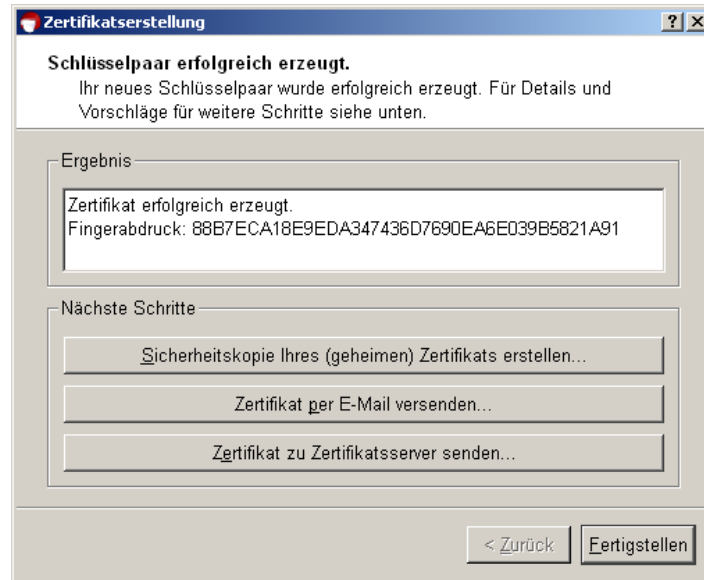 Zertifikatserstellung
Schlüsselpaar erfolgreich erzeugt.
Ihr neues Schlüsselpaar wurde erfolgreich erzeugt. Für Details und
Vorschläge für weitere Schritte siehe unten.
Ergebnis
Zertifikat erfolgreich erzeugt.
Fingerabdruck: 88B7ECA18E9EDA347436D7690EA6E039B5821A91
Nächste Schritte
Sicherheitskopie Ihres (geheimen) Zertifikats erstellen...
Zertifikat per E-Mail versenden...
Zertifikat zu Zertifikatsserver senden...
< Zurück Fertigstellen